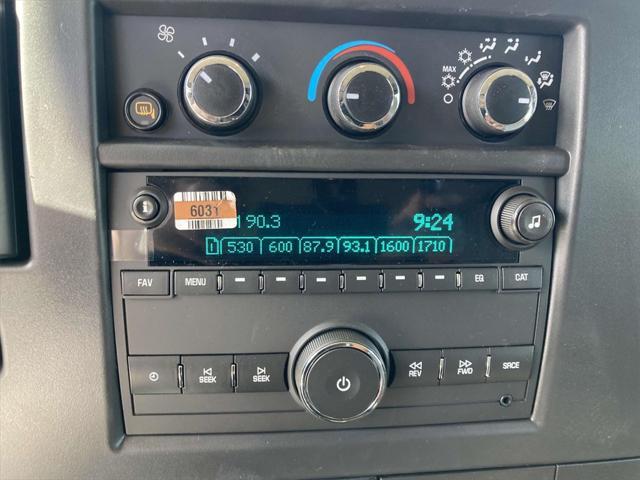 MAX
6031
1 90.3
9:24
1 530 600 87.9 93.1 1600 1710
FAV
MENU
EQ
CAT
SEEK
SEEK
REV
FWD
SRCE